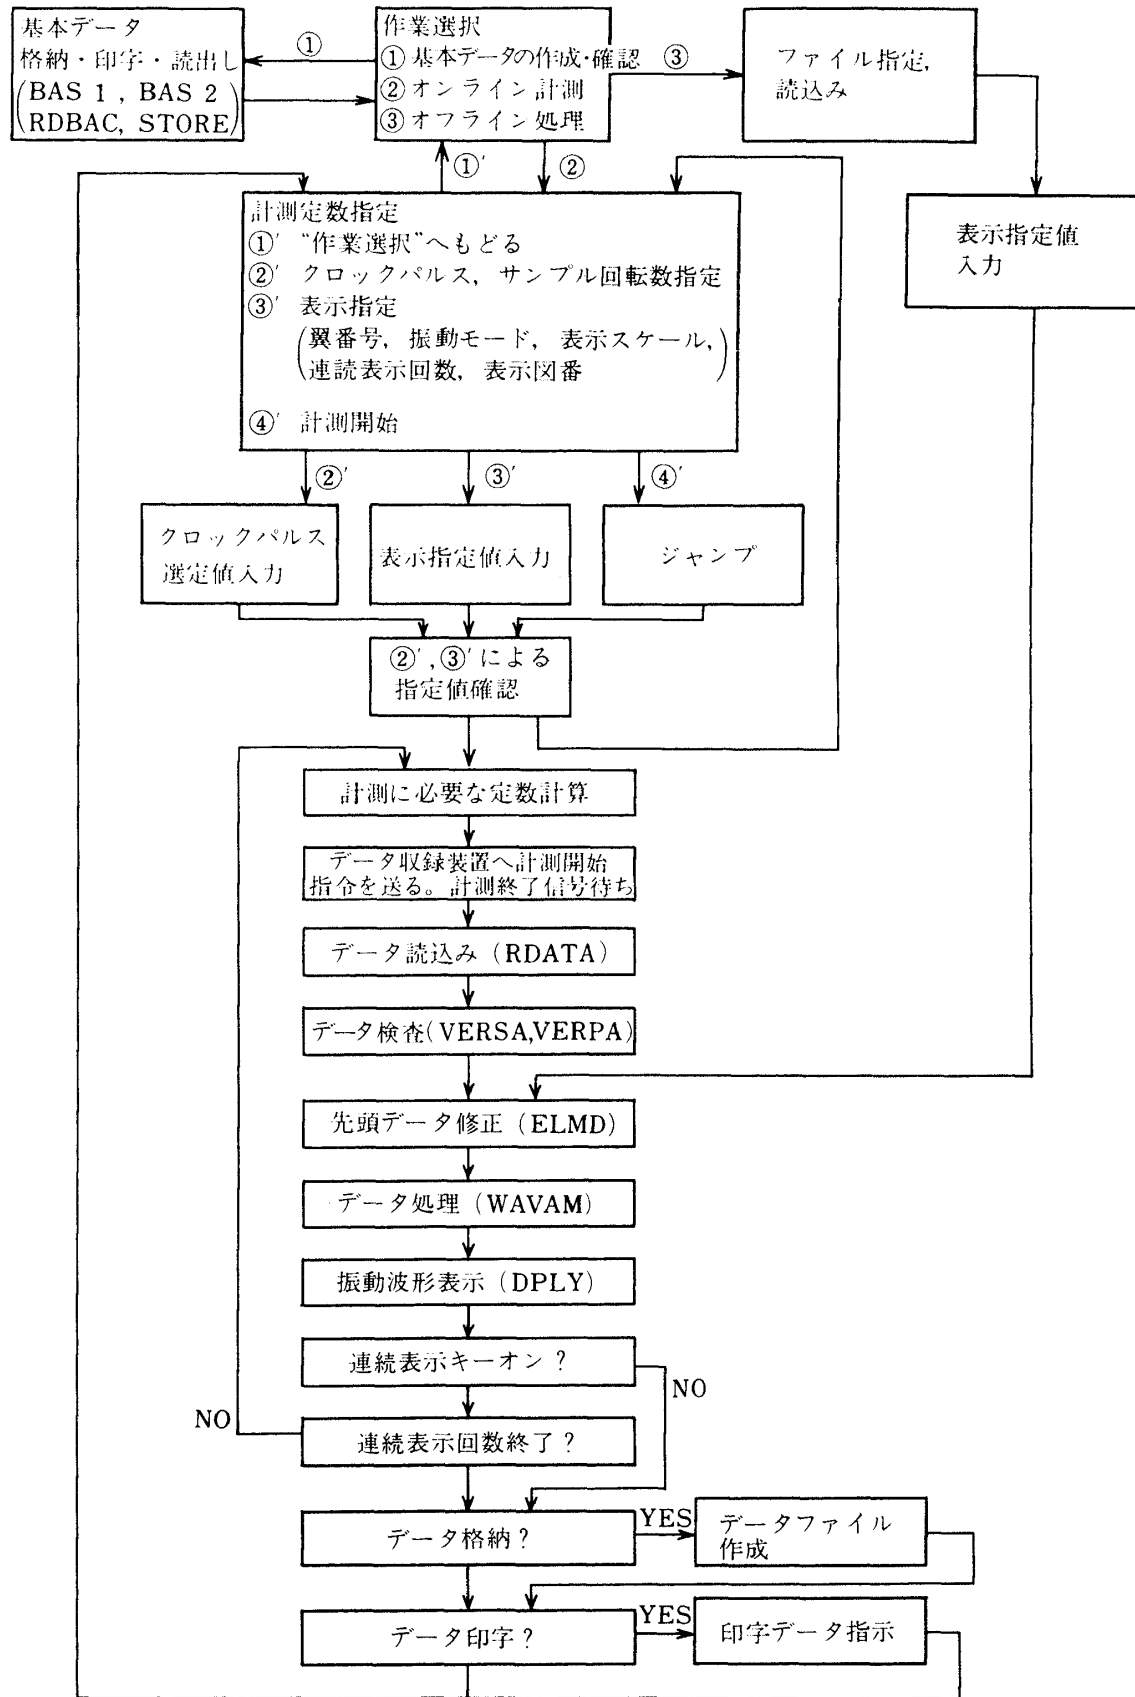 基本データ
格納・印字・読出し
(BAS 1 , BAS 2
RDBAC, STORE)
①
作業選択
①基本データの作成・確認
②オンライン計測
③オフライン処理
③
ファイル指定,
読込み
①′
②
表示指定値
入力
計測定数指定
①′ “作業選択”へもどる
②′ クロックパルス, サンプル回転数指定
③′ 表示指定
(翼番号, 振動モード, 表示スケール,
連読表示回数, 表示図番)
④′ 計測開始
②′
③′
④′
クロックパルス
選定値入力
表示指定値入力
ジャンプ
②′,③′による
指定値確認
計測に必要な定数計算
データ収録装置へ計測開始
指令を送る。計測終了信号待ち
データ読込み (RDATA)
データ検査(VERSA,VERPA)
先頭データ修正 (ELMD)
データ処理 (WAVAM)
振動波形表示 (DPLY)
連続表示キーオン?
NO
NO
連続表示回数終了?
データ格納?
YES
データファイル
作成
データ印字?
YES
印字データ指示